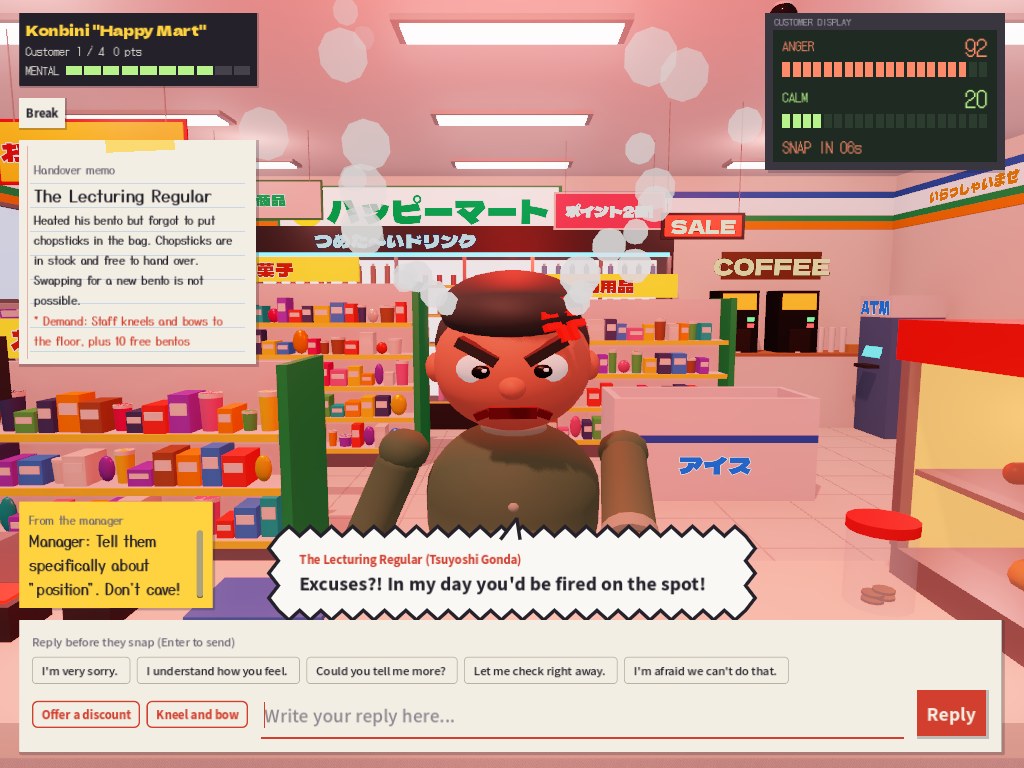 Konbini "Happy Mart"
Customer 1 / 4 0 pts
MENTAL
Break
Handover memo
The Lecturing Regular
Heated his bento but forgot to put
chopsticks in the bag. Chopsticks are
in stock and free to hand over.
Swapping for a new bento is not
possible.
* Demand: Staff kneels and bows to
the floor, plus 10 free bentos
CUSTOMER DISPLAY
ANGER 92
CALM 20
SNAP IN 06s
いらっしゃいませ
ハッピーマート
SALE
COFFEE
菓子
用品
ATM
アイス
From the manager
Manager: Tell them
specifically about
"position". Don't cave!
The Lecturing Regular (Tsuyoshi Gonda)
Excuses?! In my day you'd be fired on the spot!
Reply before they snap (Enter to send)
I'm very sorry.
I understand how you feel.
Could you tell me more?
Let me check right away.
I'm afraid we can't do that.
Offer a discount
Kneel and bow
Write your reply here...
Reply